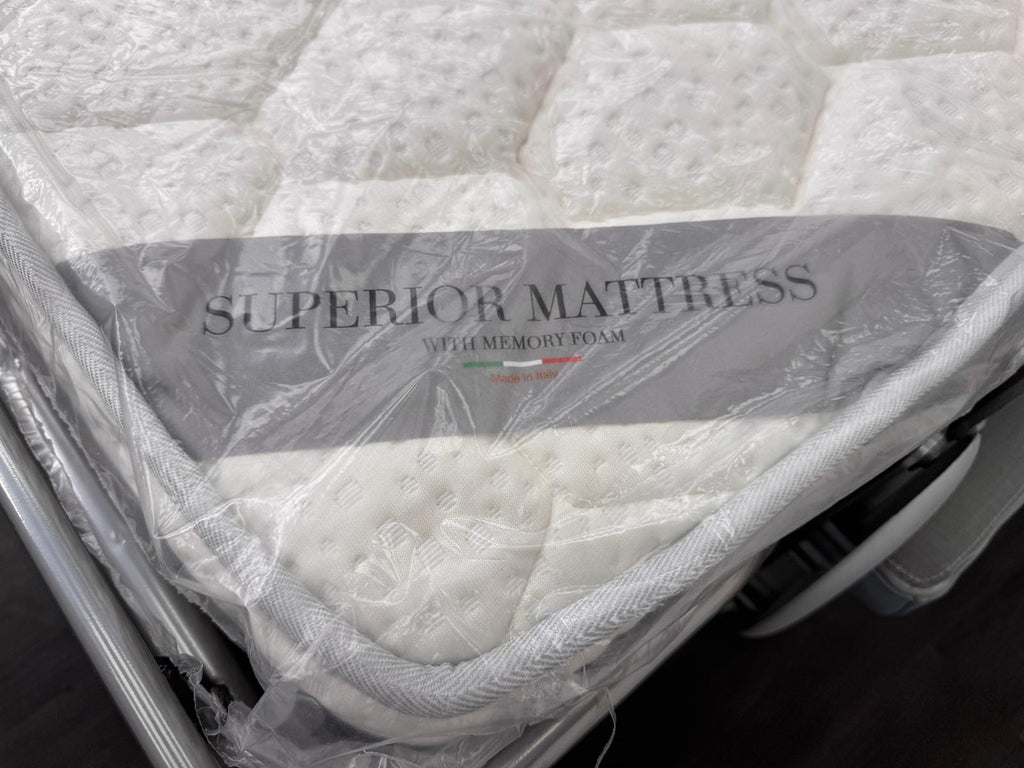 SUPERIOR MATTRESS
WITH MEMORY FOAM
Made in Italy